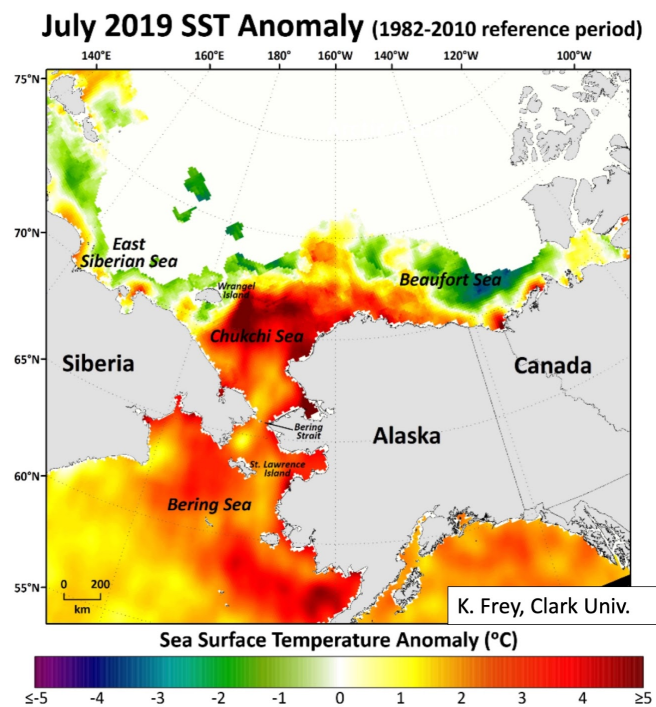 July 2019 SST Anomaly (1982-2010 reference period)
140°E 160°E 180° 160°W 140°W 120°W 100°W
75°N
70°N
East
Siberian Sea
Beaufort Sea
Wrangel
Island
Chukchi Sea
65°N
Siberia
Canada
Bering
Strait
Alaska
St. Lawrence
Island
60°N
Bering Sea
55°N
0 200
km
K. Frey, Clark Univ.
Sea Surface Temperature Anomaly (°C)
≤-5 -4 -3 -2 -1 0 1 2 3 4 ≥5